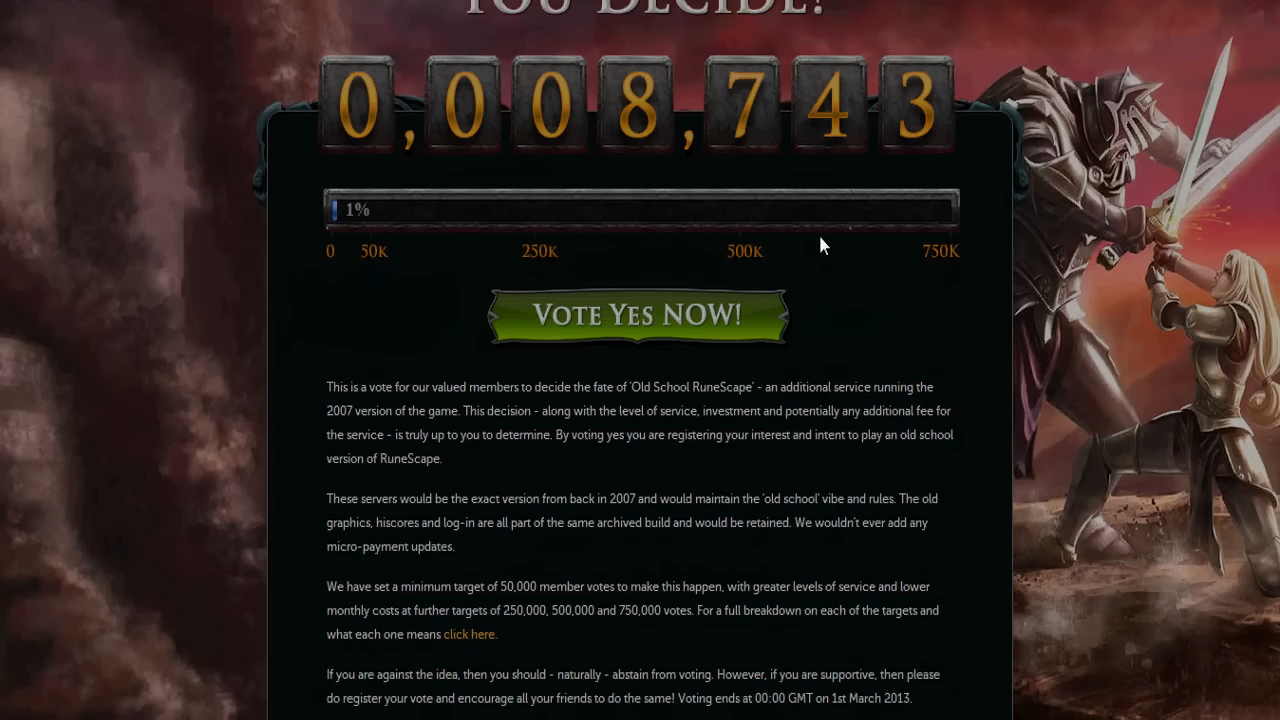 YOU DECIDE!
0,008,743
1%
0 50K 250K 500K 750K
VOTE YES NOW!
This is a vote for our valued members to decide the fate of 'Old School RuneScape' - an additional service running the
2007 version of the game. This decision - along with the level of service, investment and potentially any additional fee for
the service - is truly up to you to determine. By voting yes you are registering your interest and intent to play an old school
version of RuneScape.
These servers would be the exact version from back in 2007 and would maintain the 'old school' vibe and rules. The old
graphics, hiscores and log-in are all part of the same archived build and would be retained. We wouldn't ever add any
micro-payment updates.
We have set a minimum target of 50,000 member votes to make this happen, with greater levels of service and lower
monthly costs at further targets of 250,000, 500,000 and 750,000 votes. For a full breakdown on each of the targets and
what each one means click here.
If you are against the idea, then you should - naturally - abstain from voting. However, if you are supportive, then please
do register your vote and encourage all your friends to do the same! Voting ends at 00:00 GMT on 1st March 2013.